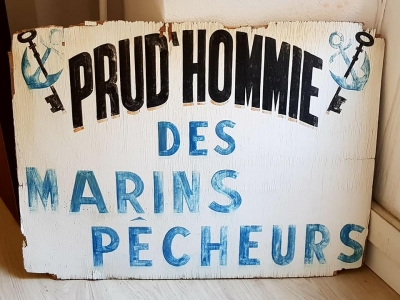 PRUD'HOMMIE
DES
MARINS
PÊCHEURS